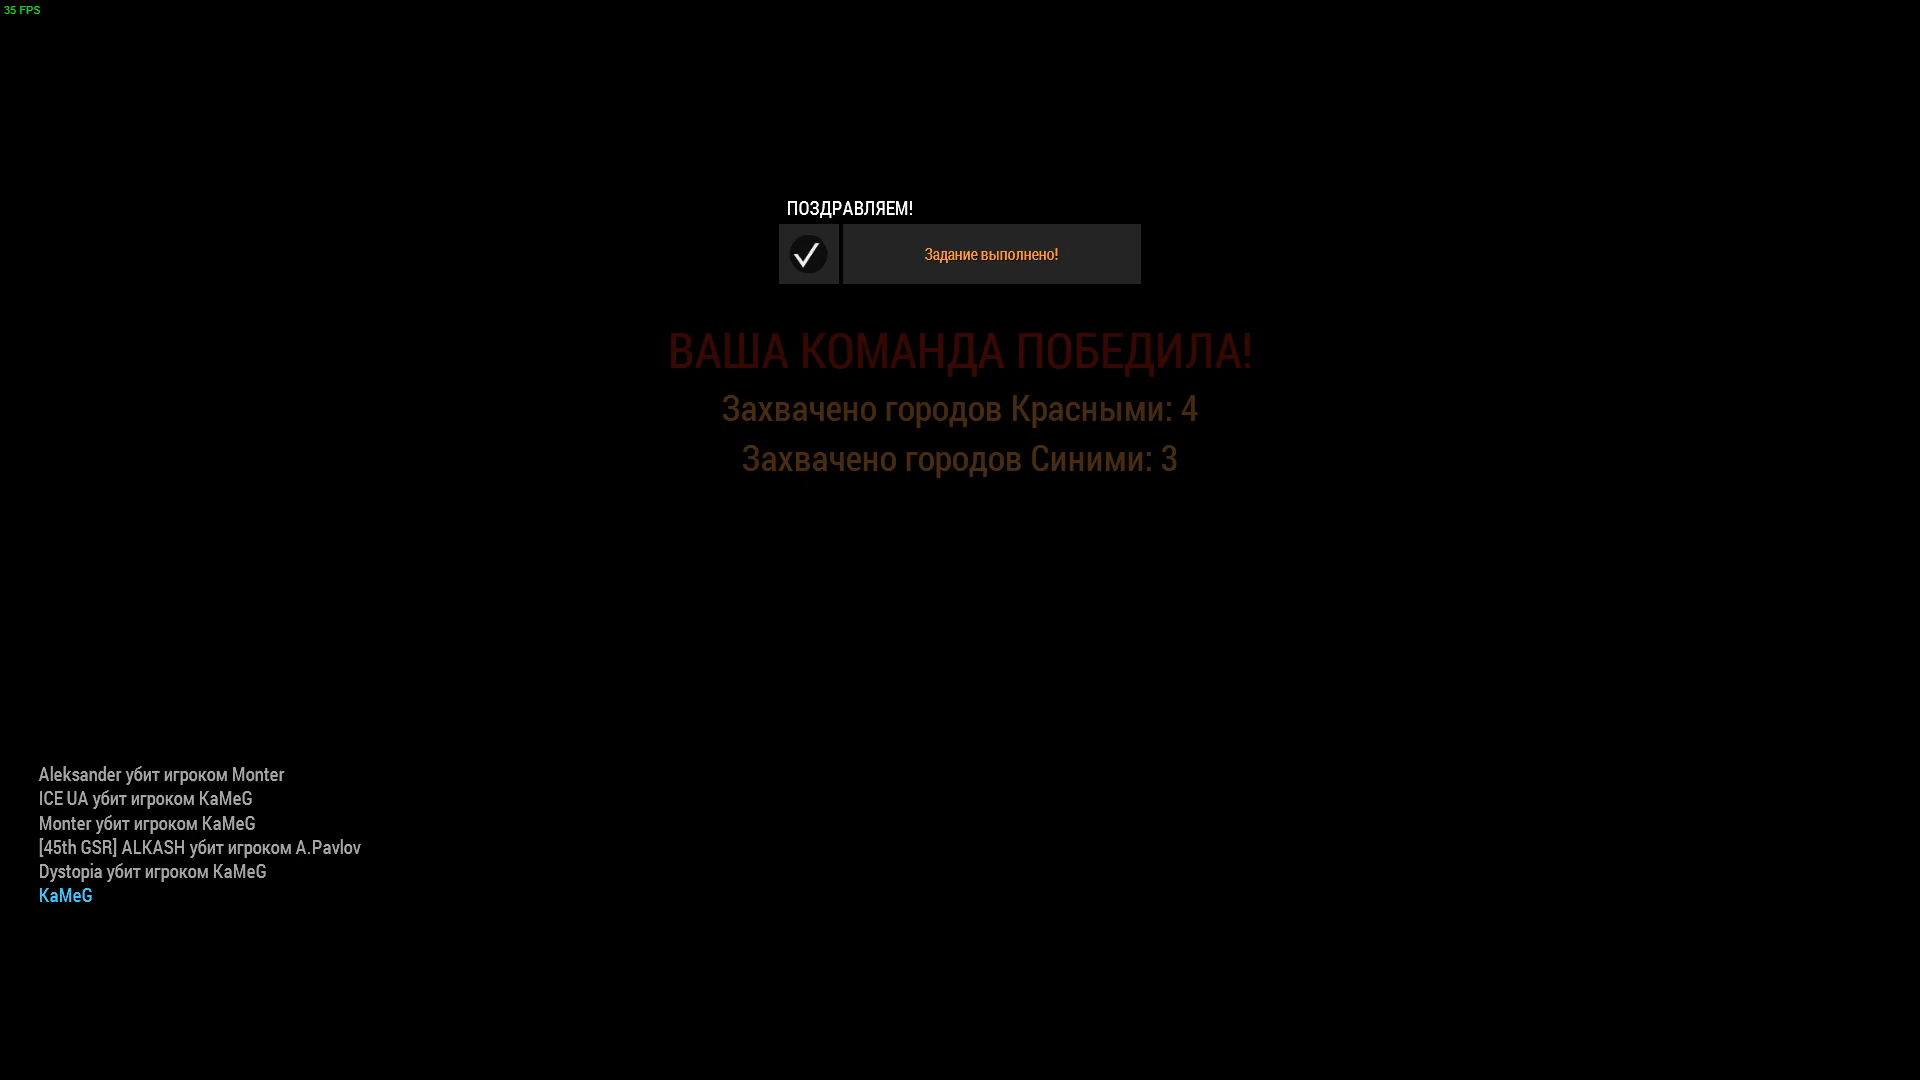 35 FPS
ПОЗДРАВЛЯЕМ!
Задание выполнено!
ВАША КОМАНДА ПОБЕДИЛА!
Захвачено городов Красными: 4
Захвачено городов Синими: 3
Aleksander убит игроком Monter
ICE UA убит игроком KaMeG
Monter убит игроком KaMeG
[45th GSR] ALKASH убит игроком A.Pavlov
Dystopia убит игроком KaMeG
KaMeG